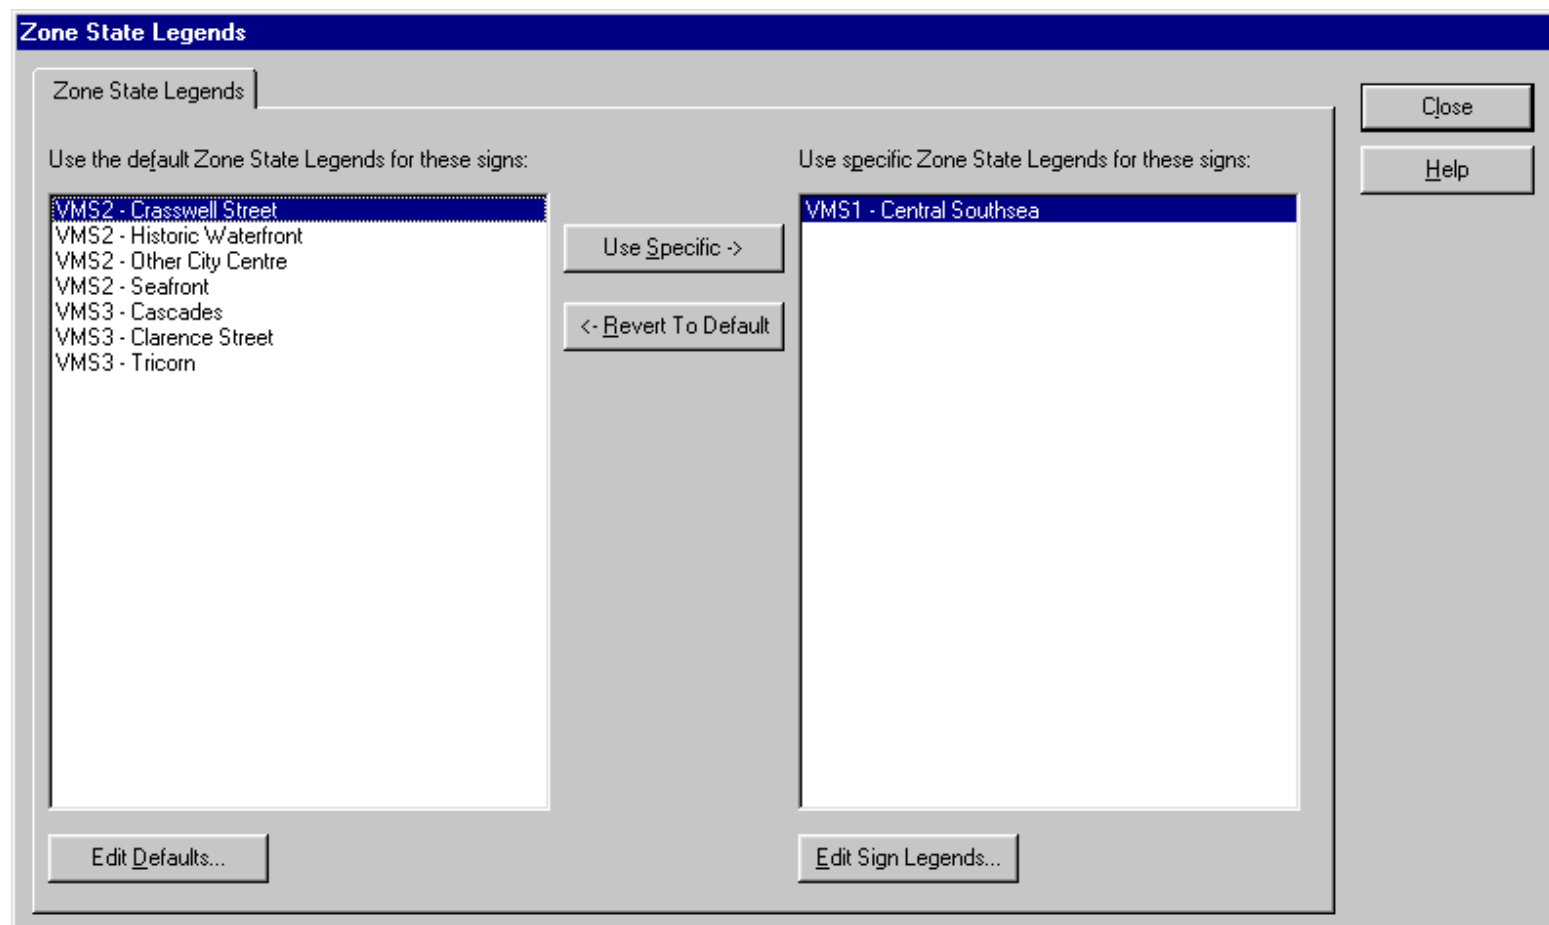 Zone State Legends
Zone State Legends
Close
Help
Use the default Zone State Legends for these signs:
Use specific Zone State Legends for these signs:
VMS2 - Crasswell Street
VMS2 - Historic Waterfront
VMS2 - Other City Centre
VMS2 - Seafront
VMS3 - Cascades
VMS3 - Clarence Street
VMS3 - Tricorn
Use Specific ->
<- Revert To Default
VMS1 - Central Southsea
Edit Defaults...
Edit Sign Legends...